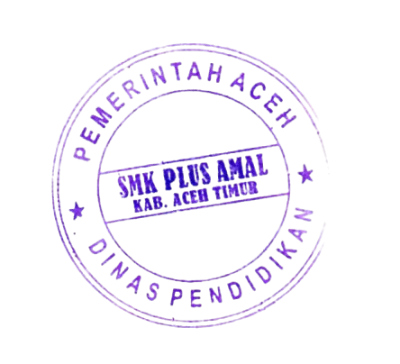 PEMERINTAH ACEH
SMK PLUS AMAL
KAB. ACEH TIMUR
DINAS PENDIDIKAN